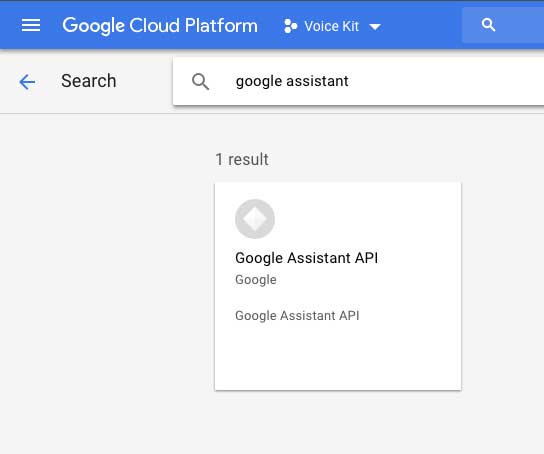 Google Cloud Platform
Voice Kit
Search
google assistant
1 result
Google Assistant API
Google
Google Assistant API